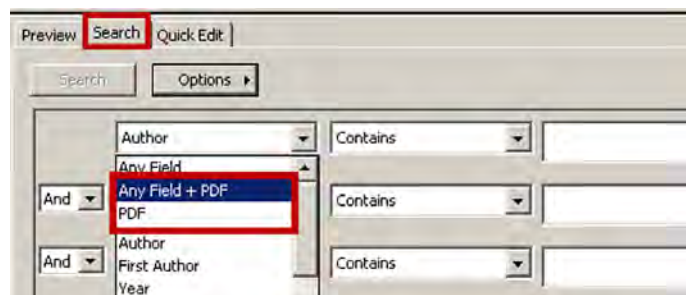 Preview Search Quick Edit
Search Options
Author Contains
Any Field
And Any Field + PDF Contains
PDF
Author
And First Author Contains
Year